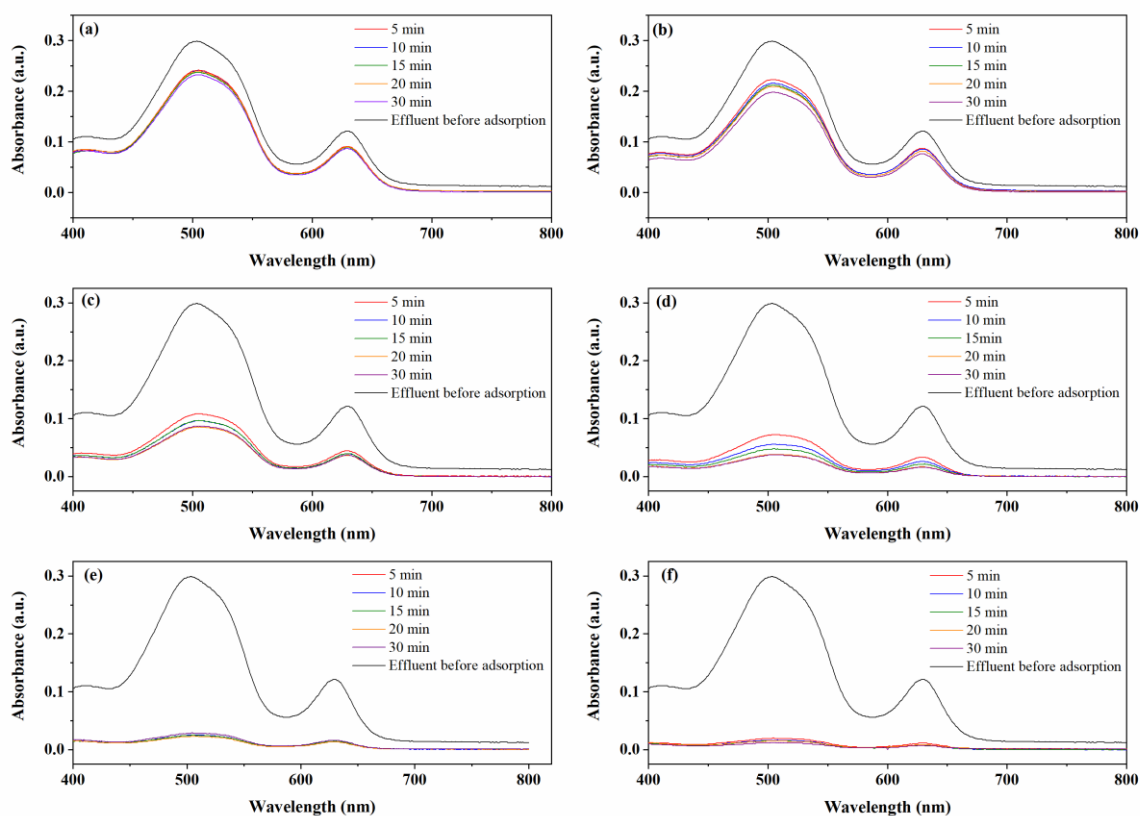 (a)
5 min
10 min
15 min
20 min
30 min
Effluent before adsorption
0.3
0.2
0.1
0.0
Absorbance (a.u.)
400 500 600 700 800
Wavelength (nm)
(b)
5 min
10 min
15 min
20 min
30 min
Effluent before adsorption
0.3
0.2
0.1
0.0
Absorbance (a.u.)
400 500 600 700 800
Wavelength (nm)
(c)
5 min
10 min
15 min
20 min
30 min
Effluent before adsorption
0.3
0.2
0.1
0.0
Absorbance (a.u.)
400 500 600 700 800
Wavelength (nm)
(d)
5 min
10 min
15min
20 min
30 min
Effluent before adsorption
0.3
0.2
0.1
0.0
Absorbance (a.u.)
400 500 600 700 800
Wavelength (nm)
(e)
5 min
10 min
15 min
20 min
30 min
Effluent before adsorption
0.3
0.2
0.1
0.0
Absorbance (a.u.)
400 500 600 700 800
Wavelength (nm)
(f)
5 min
10 min
15 min
20 min
30 min
Effluent before adsorption
0.3
0.2
0.1
0.0
Absorbance (a.u.)
400 500 600 700 800
Wavelength (nm)